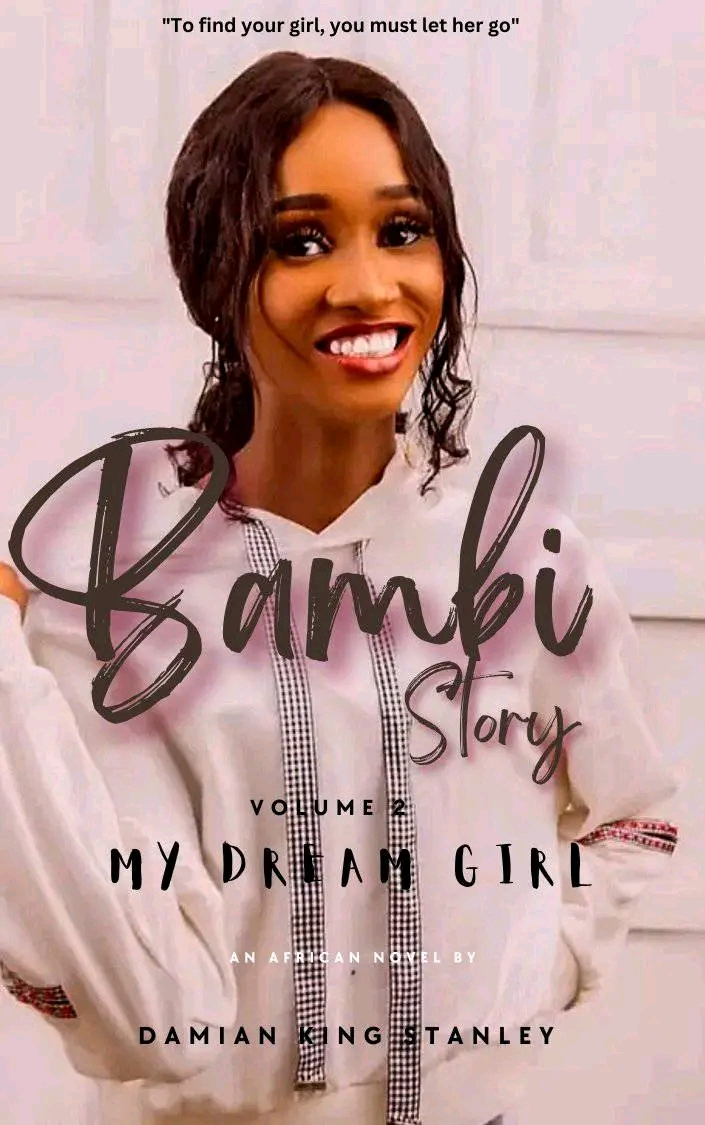 "To find your girl, you must let her go"
Bambi
Story
VOLUME 2
MY DREAM GIRL
AN AFRICAN NOVEL BY
DAMIAN KING STANLEY